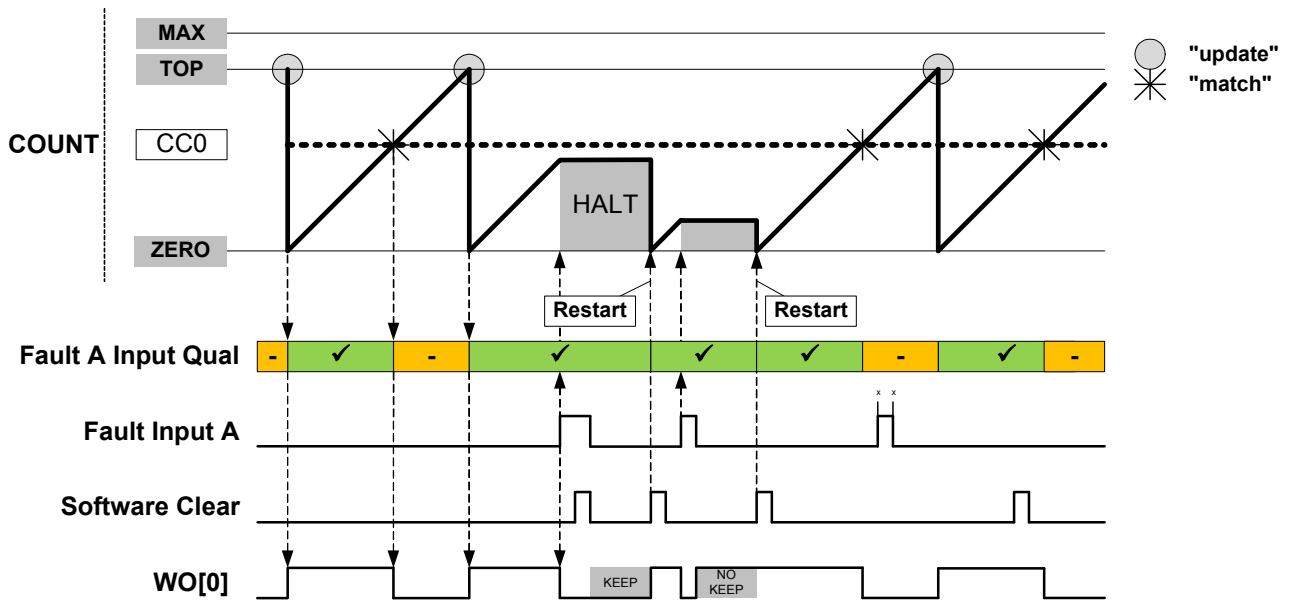 MAX
TOP
"update"
"match"
COUNT
CC0
HALT
ZERO
Restart
Restart
Fault A Input Qual
- ✓ - ✓ ✓ ✓ - ✓ -
x x
Fault Input A
Software Clear
WO[0]
KEEP
NO
KEEP